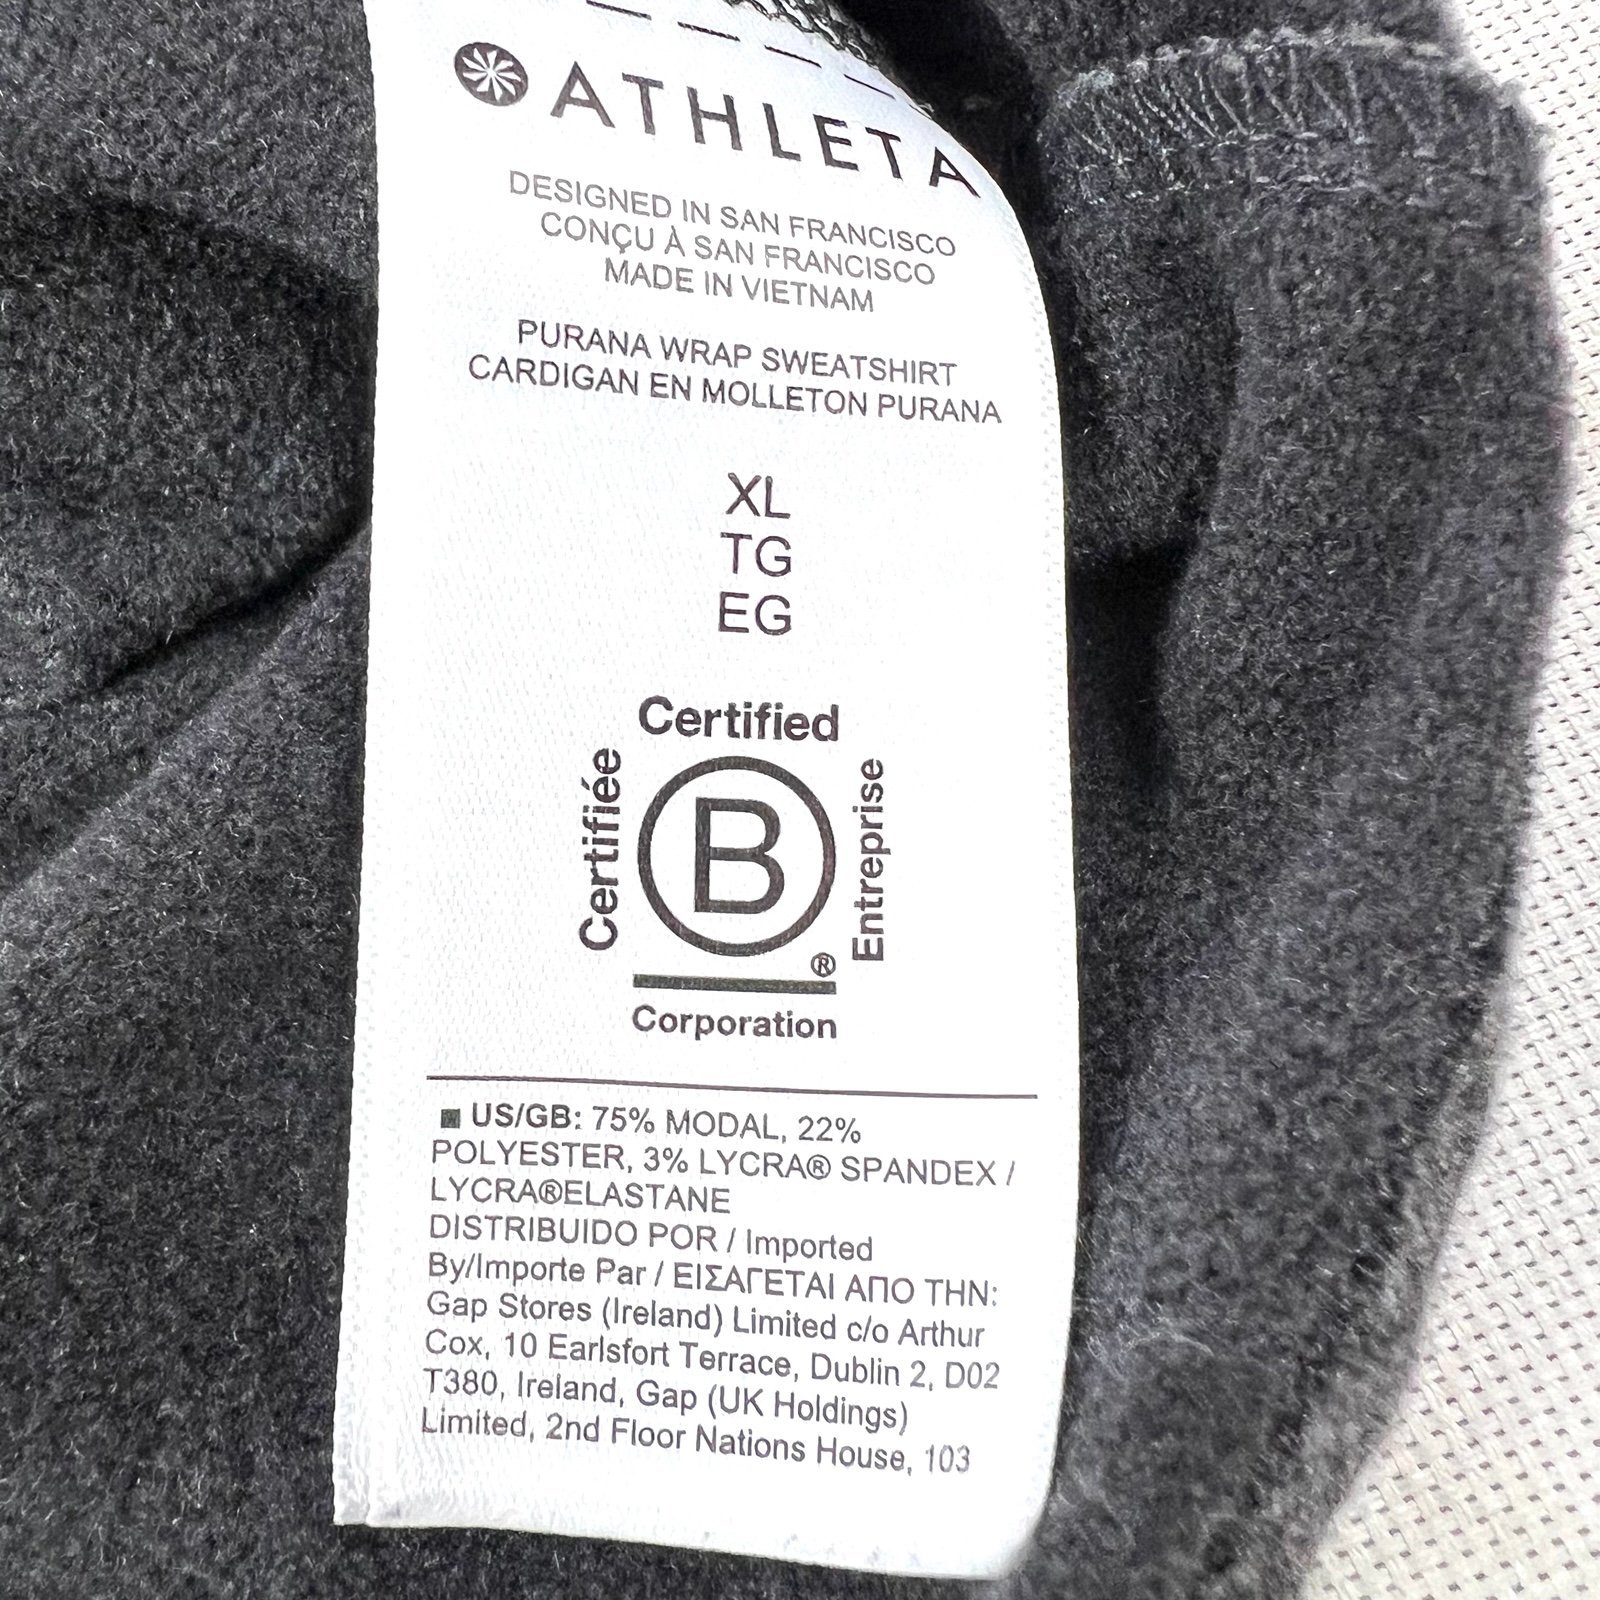 ATHLETA
DESIGNED IN SAN FRANCISCO
CONÇU À SAN FRANCISCO
MADE IN VIETNAM
PURANA WRAP SWEATSHIRT
CARDIGAN EN MOLLETON PURANA
XL
TG
EG
Certified
Certifiée
B
Entreprise
®
Corporation
US/GB: 75% MODAL, 22%
POLYESTER, 3% LYCRA® SPANDEX /
LYCRA®ELASTANE
DISTRIBUIDO POR / Imported
By/Importe Par / ΕΙΣΑΓΕΤΑΙ ΑΠΟ ΤΗΝ:
Gap Stores (Ireland) Limited c/o Arthur
Cox, 10 Earlsfort Terrace, Dublin 2, D02
T380, Ireland, Gap (UK Holdings)
Limited, 2nd Floor Nations House, 103